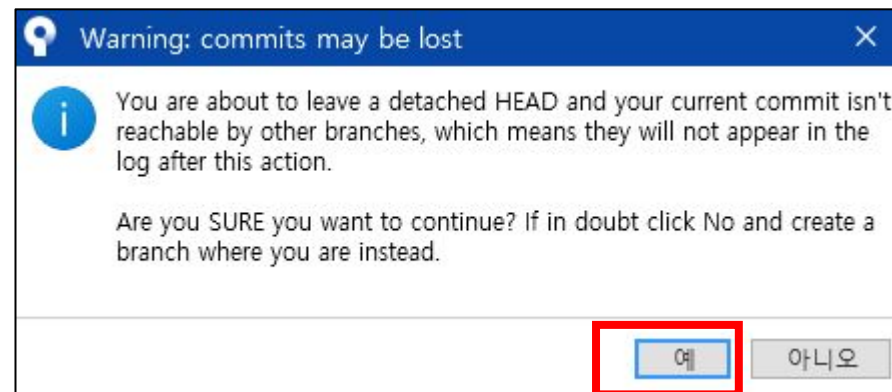 Warning: commits may be lost
You are about to leave a detached HEAD and your current commit isn't
reachable by other branches, which means they will not appear in the
log after this action.
Are you SURE you want to continue? If in doubt click No and create a
branch where you are instead.
예 아니오